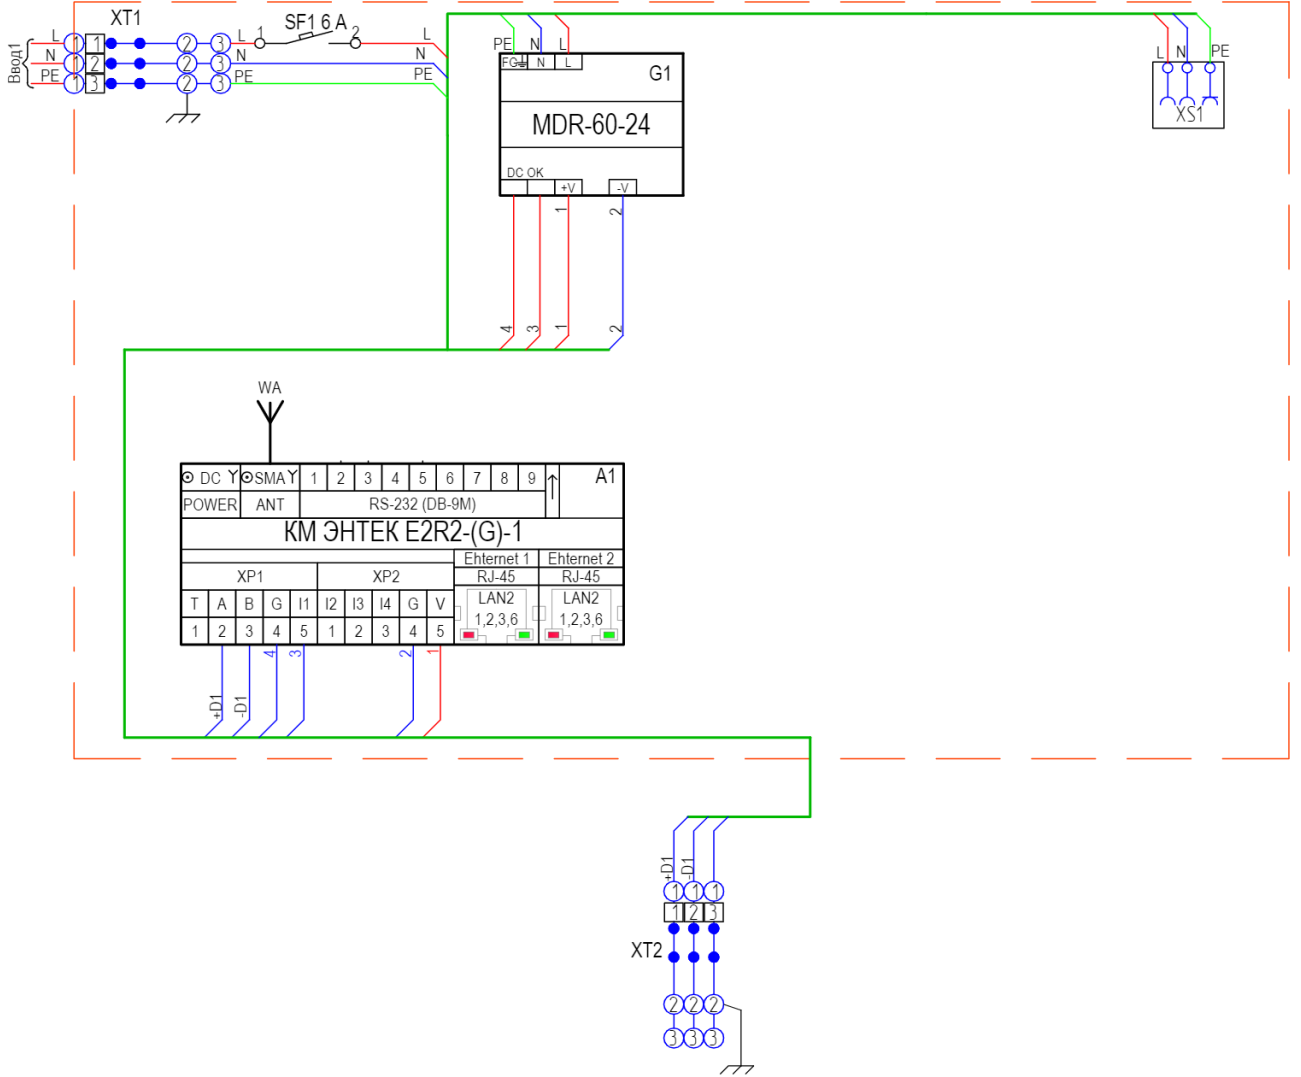 XT1
SF1 6 A
Ввод1
L 1 1 2 3 L 1 2 L
N 1 2 2 3 N N
PE 1 3 2 3 PE PE
PE N L
FG N L
G1
MDR-60-24
DC OK
+V -V
1 2
4 3 1 2
L N PE
XS1
WA
DC SMA 1 2 3 4 5 6 7 8 9 A1
POWER ANT RS-232 (DB-9M)
КМ ЭНТЕК E2R2-(G)-1
Ehternet 1 Ehternet 2
XP1 XP2 RJ-45 RJ-45
T A B G I1 I2 I3 I4 G V LAN2 LAN2
1 2 3 4 5 1 2 3 4 5 1,2,3,6 1,2,3,6
4 3 2 1
+D1 -D1
+D1 -D1
1 1 1
1 2 3
XT2
2 2 2
3 3 3